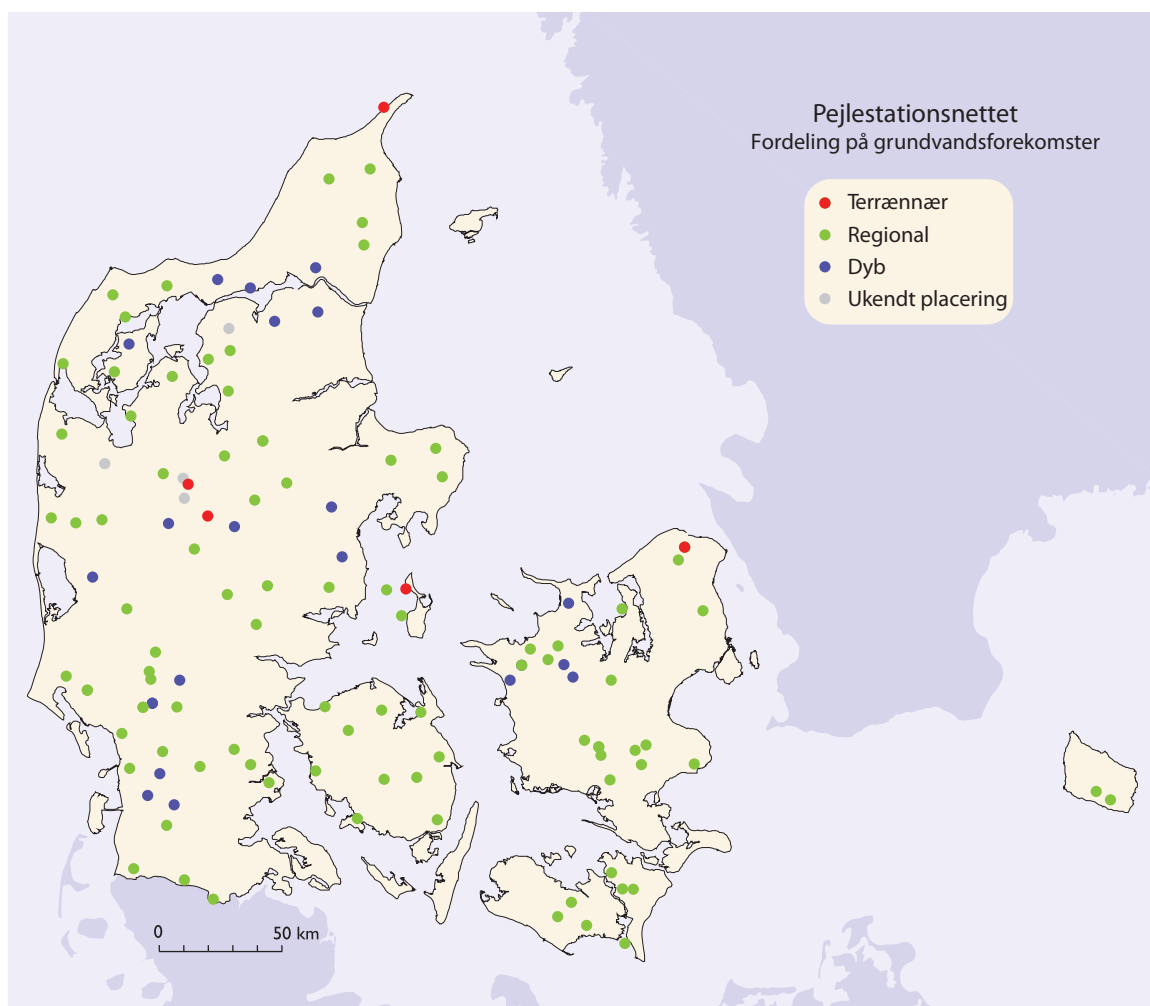 Pejlestationsnettet
Fordeling på grundvandsforekomster
Terrænnær
Regional
Dyb
Ukendt placering
0 50 km